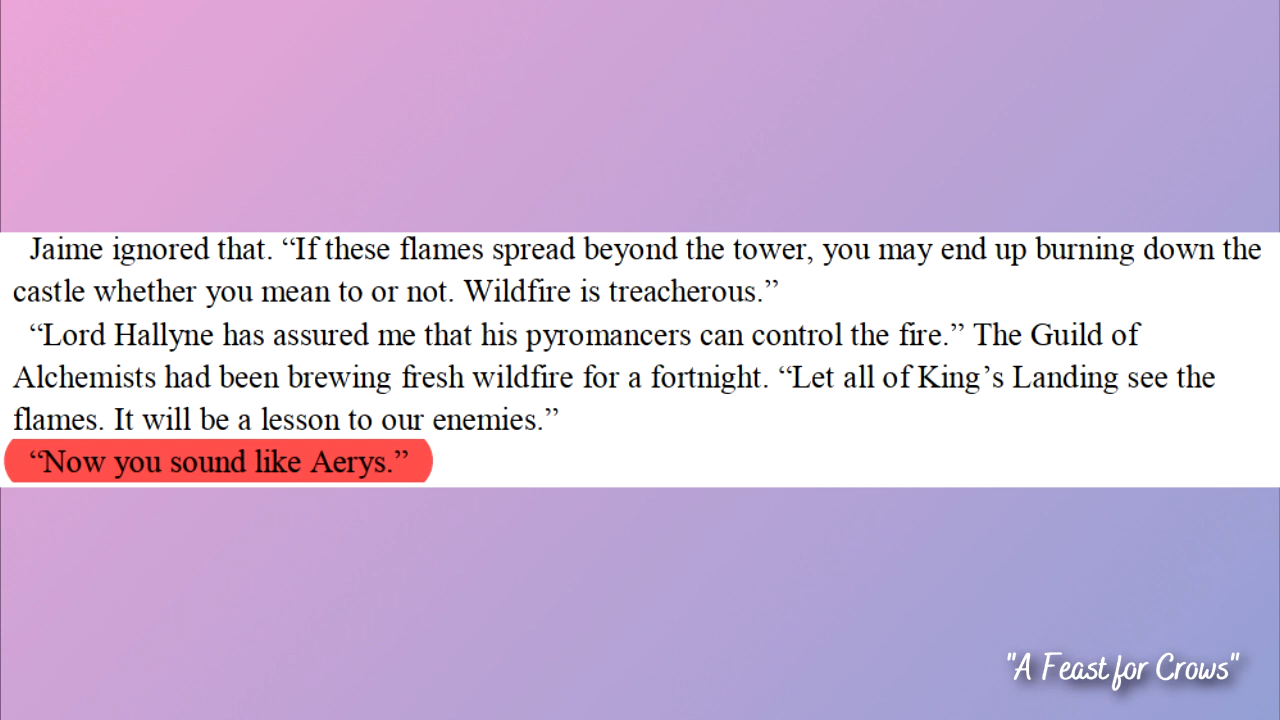 Jaime ignored that. “If these flames spread beyond the tower, you may end up burning down the
castle whether you mean to or not. Wildfire is treacherous.”
“Lord Hallyne has assured me that his pyromancers can control the fire.” The Guild of
Alchemists had been brewing fresh wildfire for a fortnight. “Let all of King’s Landing see the
flames. It will be a lesson to our enemies.”
“Now you sound like Aerys.”
"A Feast for Crows"